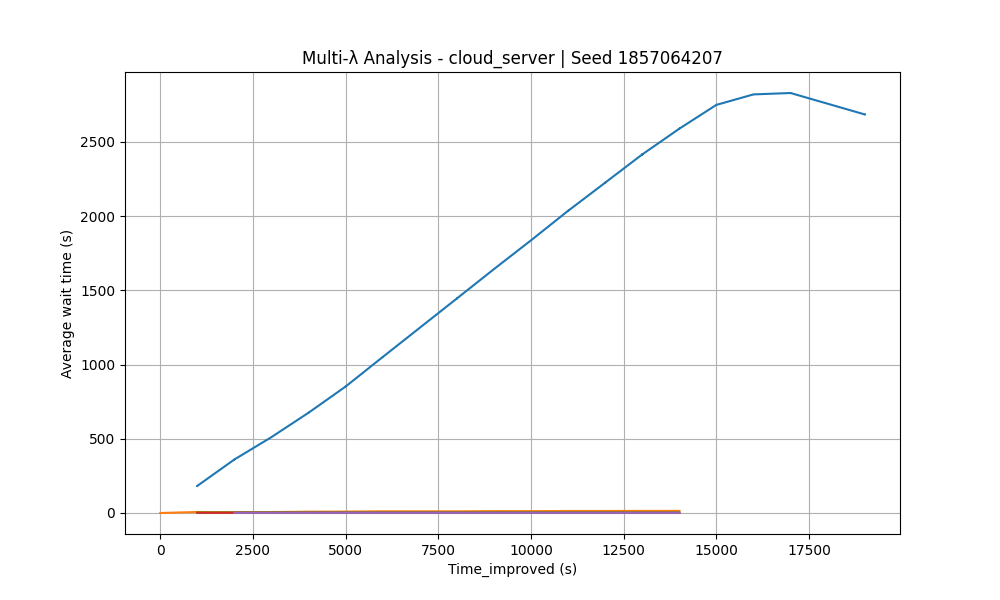 Multi-λ Analysis - cloud_server | Seed 1857064207
Average wait time (s)
2500
2000
1500
1000
500
0
0 2500 5000 7500 10000 12500 15000 17500
Time_improved (s)